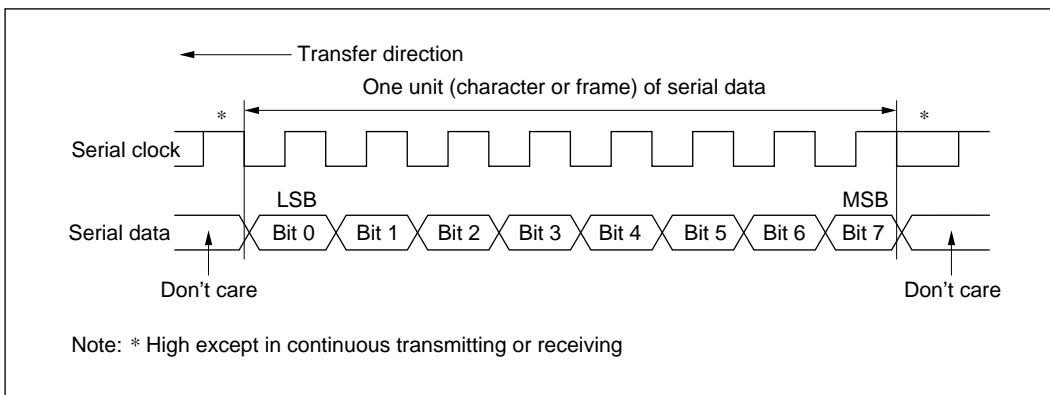 Transfer direction
One unit (character or frame) of serial data
* *
Serial clock
LSB MSB
Serial data Bit 0 Bit 1 Bit 2 Bit 3 Bit 4 Bit 5 Bit 6 Bit 7
Don't care Don't care
Note: * High except in continuous transmitting or receiving